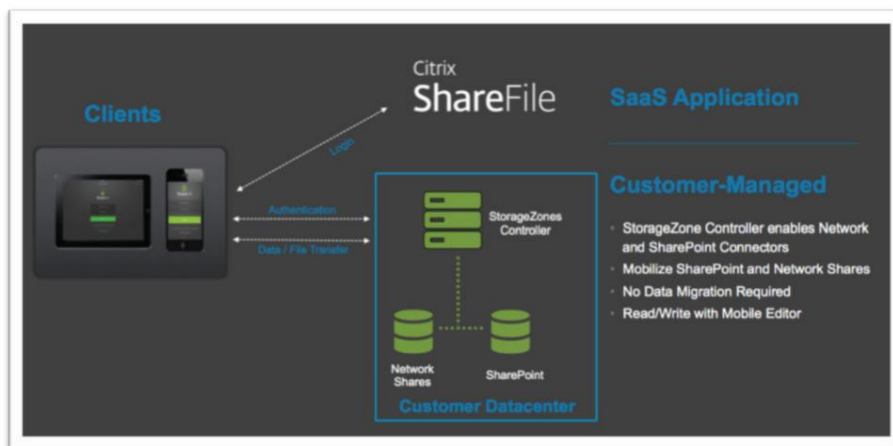 Citrix
ShareFile
SaaS Application
Clients
Login
Customer-Managed
StorageZone Controller enables Network
and SharePoint Connectors
Mobilize SharePoint and Network Shares
No Data Migration Required
Read/Write with Mobile Editor
Authentication
Data / File Transfer
StorageZones
Controller
Network
Shares
SharePoint
Customer Datacenter